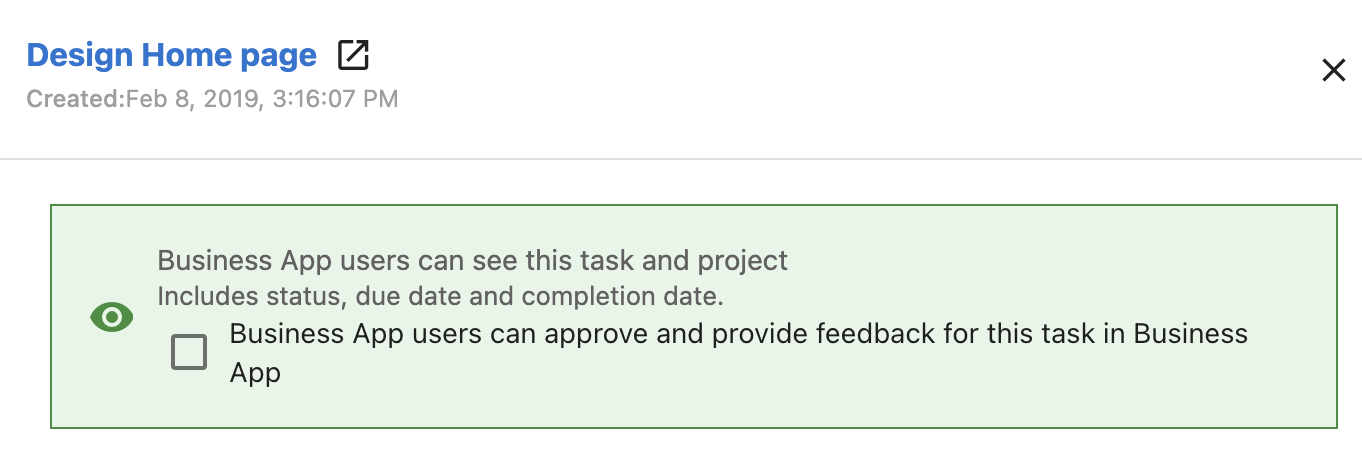 Design Home page
Created:Feb 8, 2019, 3:16:07 PM
Business App users can see this task and project
Includes status, due date and completion date.
Business App users can approve and provide feedback for this task in Business
App